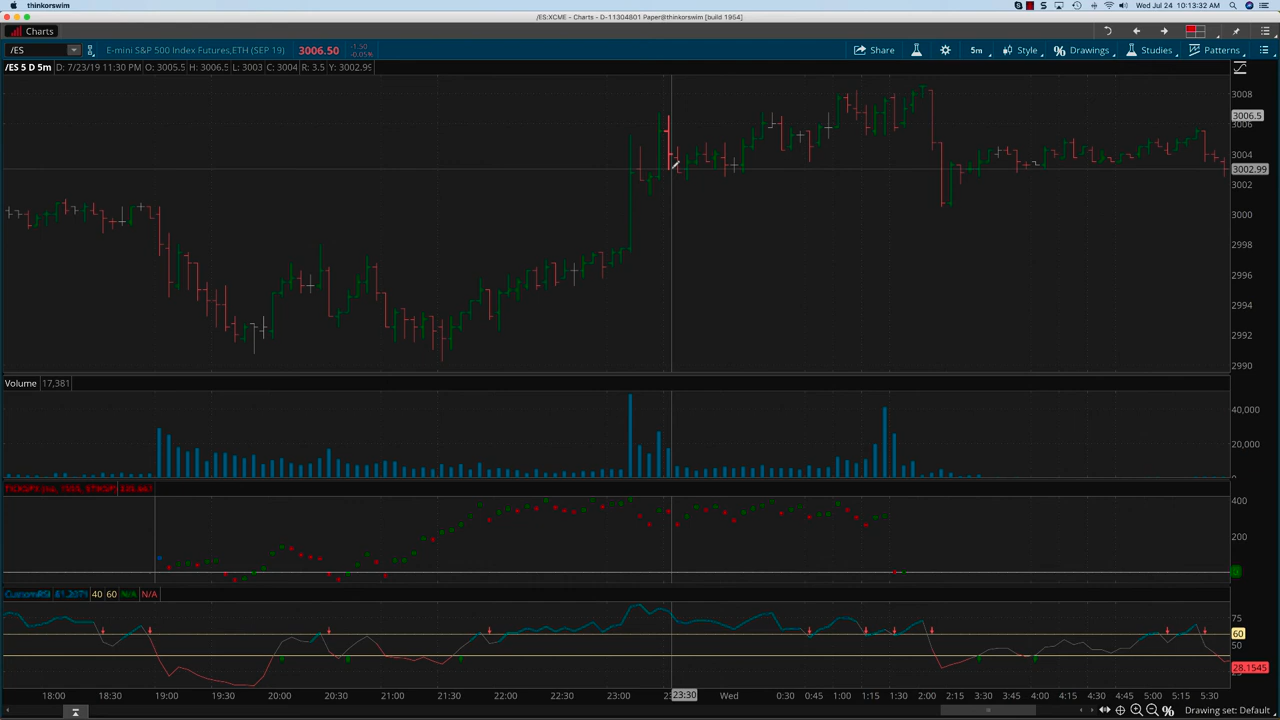 thinkorswim
Wed Jul 24 10:13:32
/ES:XCME - Charts - D-11304801 Paper@thinkorswim [build 1954]
Charts
/ES
E-mini S&P 500 Index Futures,ETH (SEP 19)
3006.50
-1.50
-0.05%
Share
5m
Style
Drawings
Studies
Patterns
/ES 5 D 5m
D: 7/23/19 11:30 PM
O: 3005.5
H: 3006.5
L: 3003
C: 3004
R: 3.5
Y: 3002.99
3008
3006.5
3006
3004
3002.99
3002
3000
2998
2996
2994
2992
2990
Volume
17,381
40,000
20,000
400
200
0
CustomRSI
40
60
N/A
N/A
75
60
50
28.1545
18:00
18:30
19:00
19:30
20:00
20:30
21:00
21:30
22:00
22:30
23:00
23:30
Wed
0:30
0:45
1:00
1:15
1:30
2:00
2:15
3:30
3:45
4:00
4:15
4:30
5:00
5:15
5:30
Drawing set: Default